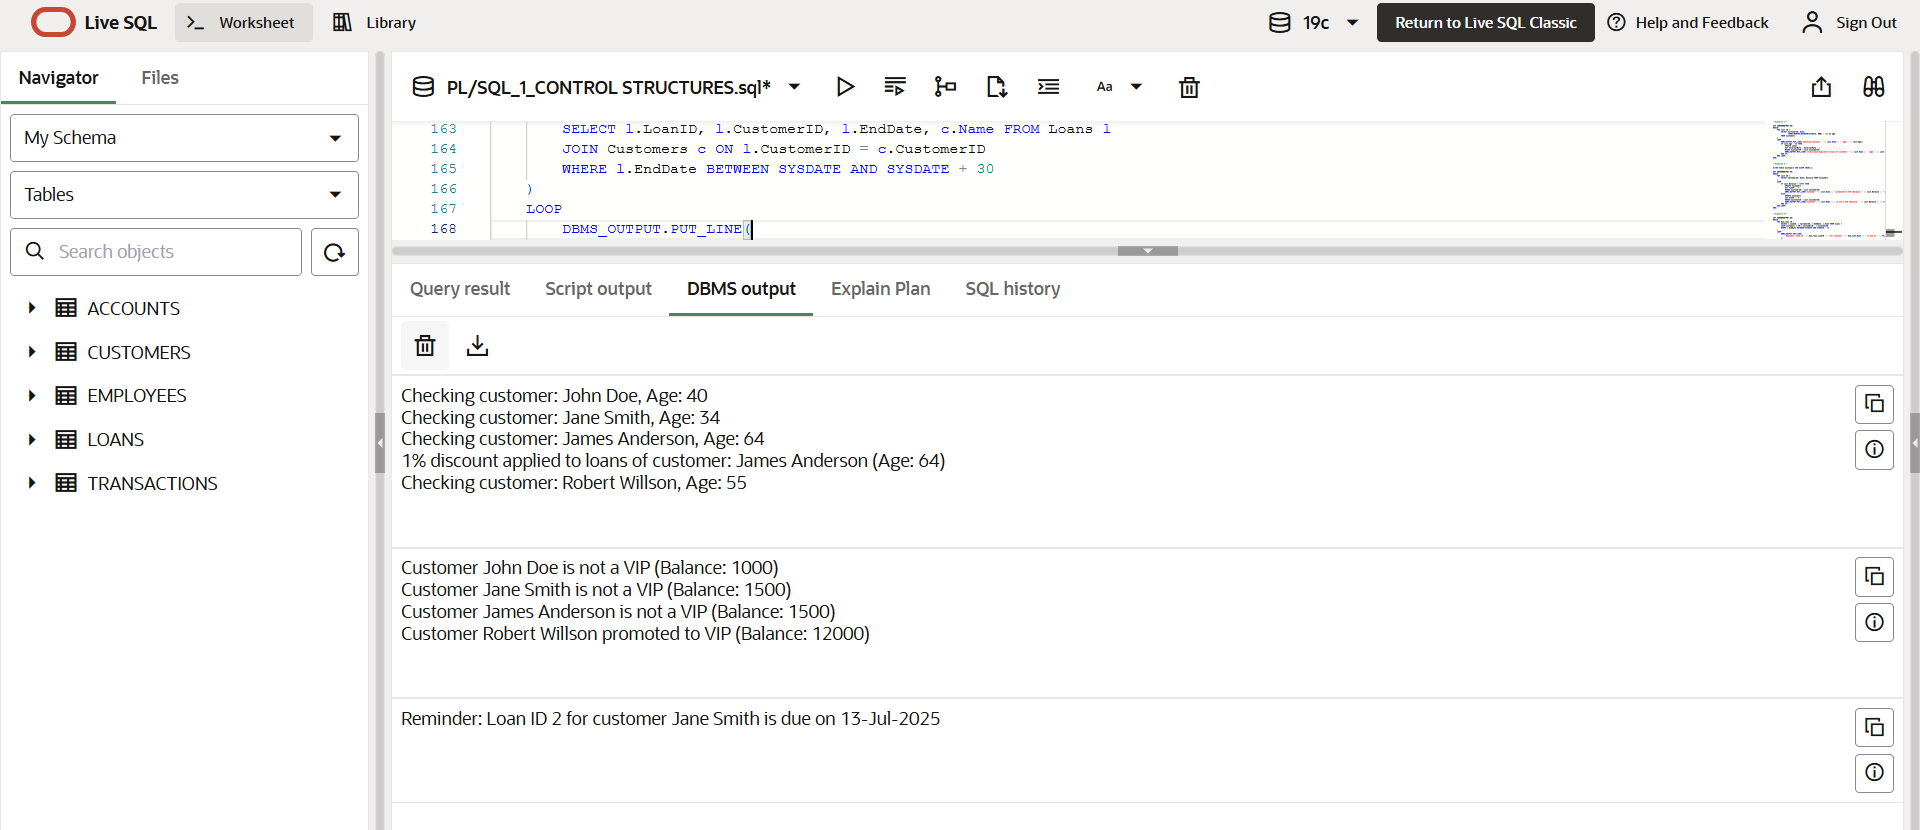 Live SQL
Worksheet
Library
19c
Return to Live SQL Classic
Help and Feedback
Sign Out
Navigator
Files
My Schema
Tables
Search objects
ACCOUNTS
CUSTOMERS
EMPLOYEES
LOANS
TRANSACTIONS
PL/SQL_1_CONTROL STRUCTURES.sql*
Aa
163 SELECT l.LoanID, l.CustomerID, l.EndDate, c.Name FROM Loans l
164 JOIN Customers c ON l.CustomerID = c.CustomerID
165 WHERE l.EndDate BETWEEN SYSDATE AND SYSDATE + 30
166 )
167 LOOP
168 DBMS_OUTPUT.PUT_LINE(
Query result
Script output
DBMS output
Explain Plan
SQL history
Checking customer: John Doe, Age: 40
Checking customer: Jane Smith, Age: 34
Checking customer: James Anderson, Age: 64
1% discount applied to loans of customer: James Anderson (Age: 64)
Checking customer: Robert Willson, Age: 55
Customer John Doe is not a VIP (Balance: 1000)
Customer Jane Smith is not a VIP (Balance: 1500)
Customer James Anderson is not a VIP (Balance: 1500)
Customer Robert Willson promoted to VIP (Balance: 12000)
Reminder: Loan ID 2 for customer Jane Smith is due on 13-Jul-2025